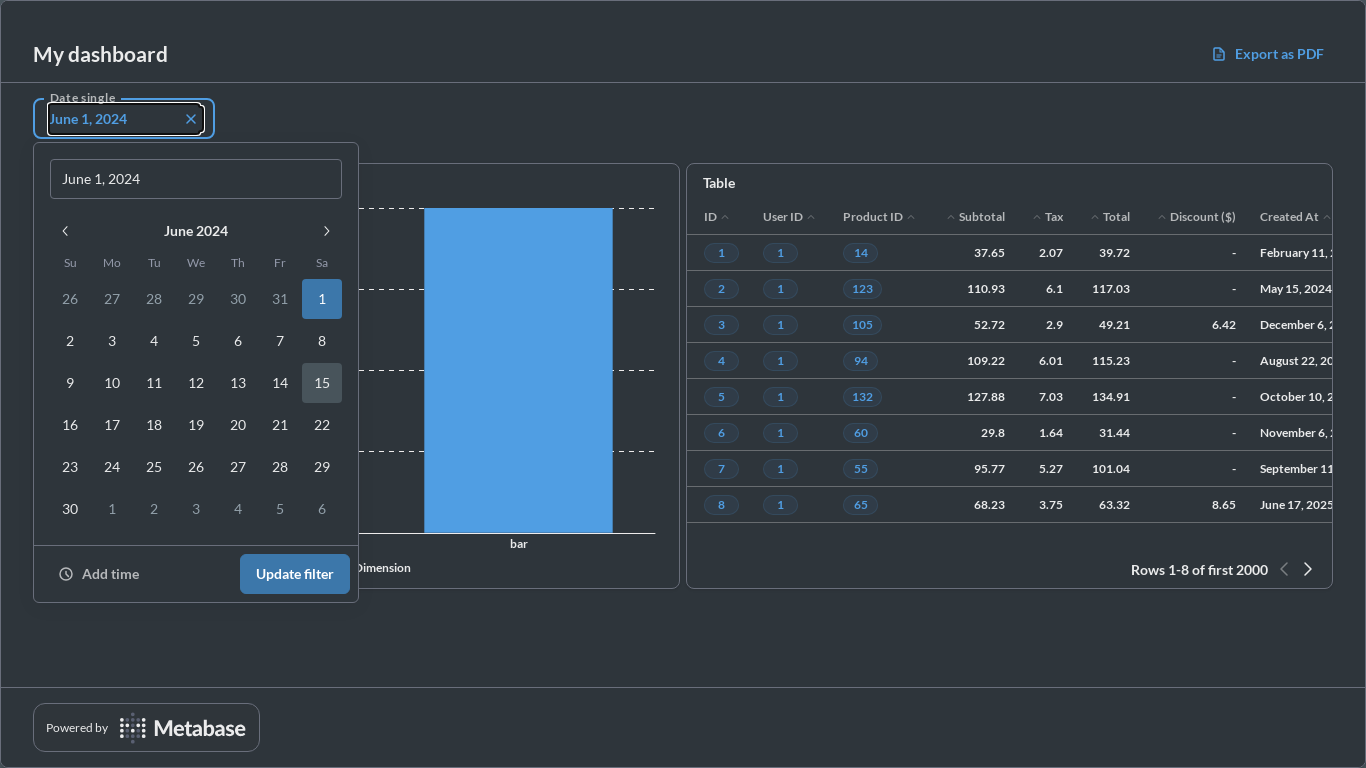 My dashboard
Export as PDF
Date single
June 1, 2024
June 1, 2024
June 2024
Su Mo Tu We Th Fr Sa
26 27 28 29 30 31 1
2 3 4 5 6 7 8
9 10 11 12 13 14 15
16 17 18 19 20 21 22
23 24 25 26 27 28 29
30 1 2 3 4 5 6
Add time
Update filter
bar
Dimension
Table
ID User ID Product ID Subtotal Tax Total Discount ($) Created At
1 1 14 37.65 2.07 39.72 - February 11,
2 1 123 110.93 6.1 117.03 - May 15, 2024
3 1 105 52.72 2.9 49.21 6.42 December 6,
4 1 94 109.22 6.01 115.23 - August 22, 20
5 1 132 127.88 7.03 134.91 - October 10, 2
6 1 60 29.8 1.64 31.44 - November 6,
7 1 55 95.77 5.27 101.04 - September 11
8 1 65 68.23 3.75 63.32 8.65 June 17, 2025
Rows 1-8 of first 2000
Powered by
Metabase